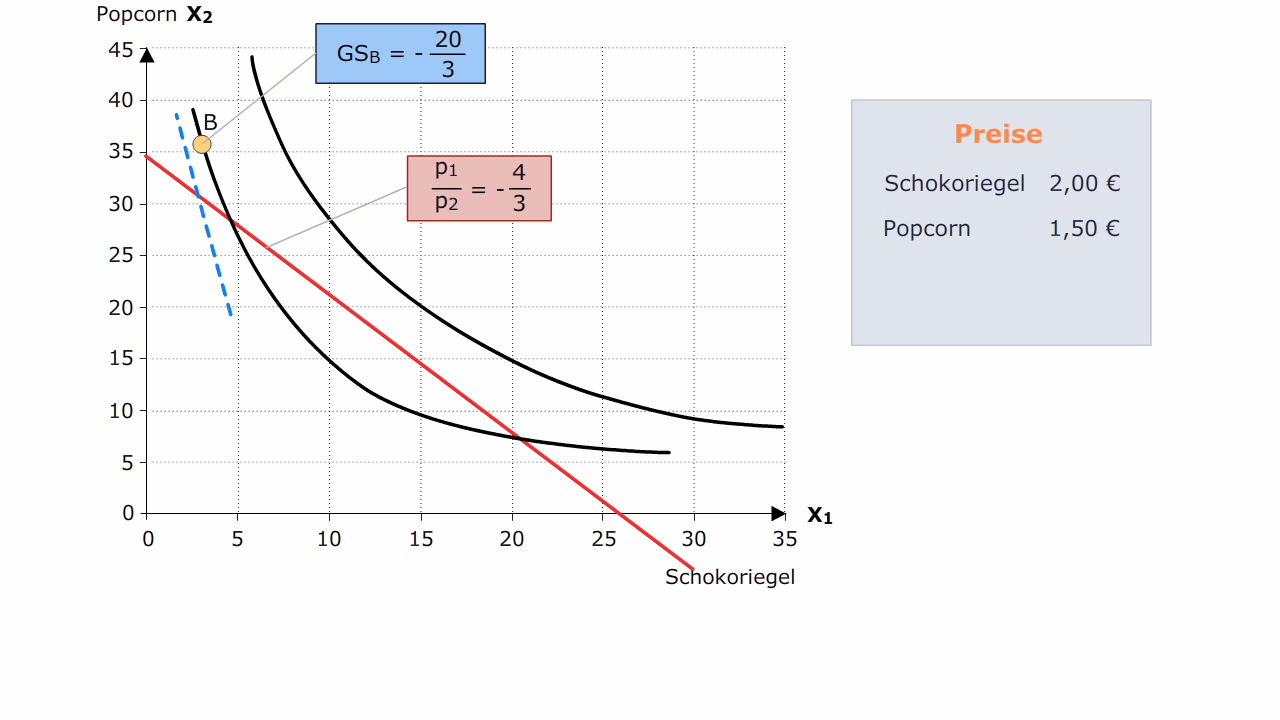 Popcorn X₂
GS_B = - 20/3
B
p₁/p₂ = - 4/3
45
40
35
30
25
20
15
10
5
0
0 5 10 15 20 25 30 35
X₁
Schokoriegel
Preise
Schokoriegel 2,00 €
Popcorn 1,50 €